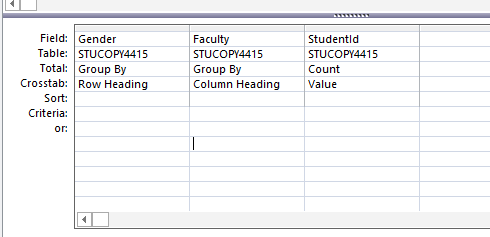 Field: Gender Faculty StudentId
Table: STUCOPY4415 STUCOPY4415 STUCOPY4415
Total: Group By Group By Count
Crosstab: Row Heading Column Heading Value
Sort:
Criteria:
or: